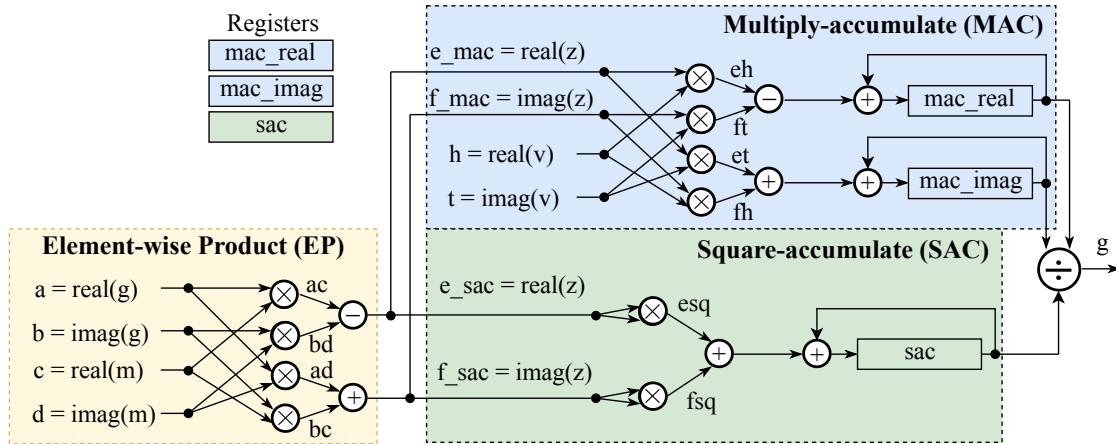 Registers
mac_real
mac_imag
sac
Multiply-accumulate (MAC)
e_mac = real(z)
f_mac = imag(z)
h = real(v)
t = imag(v)
×
eh
×
ft
×
et
×
fh
−
+
+
mac_real
+
mac_imag
Element-wise Product (EP)
a = real(g)
b = imag(g)
c = real(m)
d = imag(m)
×
ac
×
bd
×
ad
×
bc
−
+
Square-accumulate (SAC)
e_sac = real(z)
f_sac = imag(z)
×
esq
×
fsq
+
+
sac
÷
g